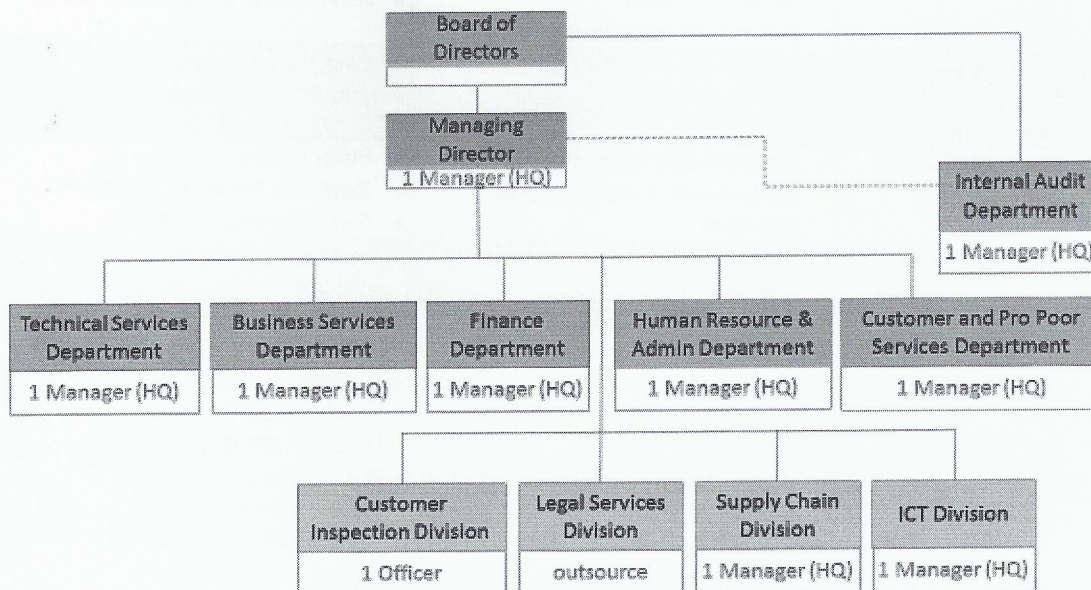 Board of
Directors
Managing
Director
1 Manager (HQ)
Internal Audit
Department
1 Manager (HQ)
Technical Services
Department
1 Manager (HQ)
Business Services
Department
1 Manager (HQ)
Finance
Department
1 Manager (HQ)
Human Resource &
Admin Department
1 Manager (HQ)
Customer and Pro Poor
Services Department
1 Manager (HQ)
Customer
Inspection Division
1 Officer
Legal Services
Division
outsource
Supply Chain
Division
1 Manager (HQ)
ICT Division
1 Manager (HQ)